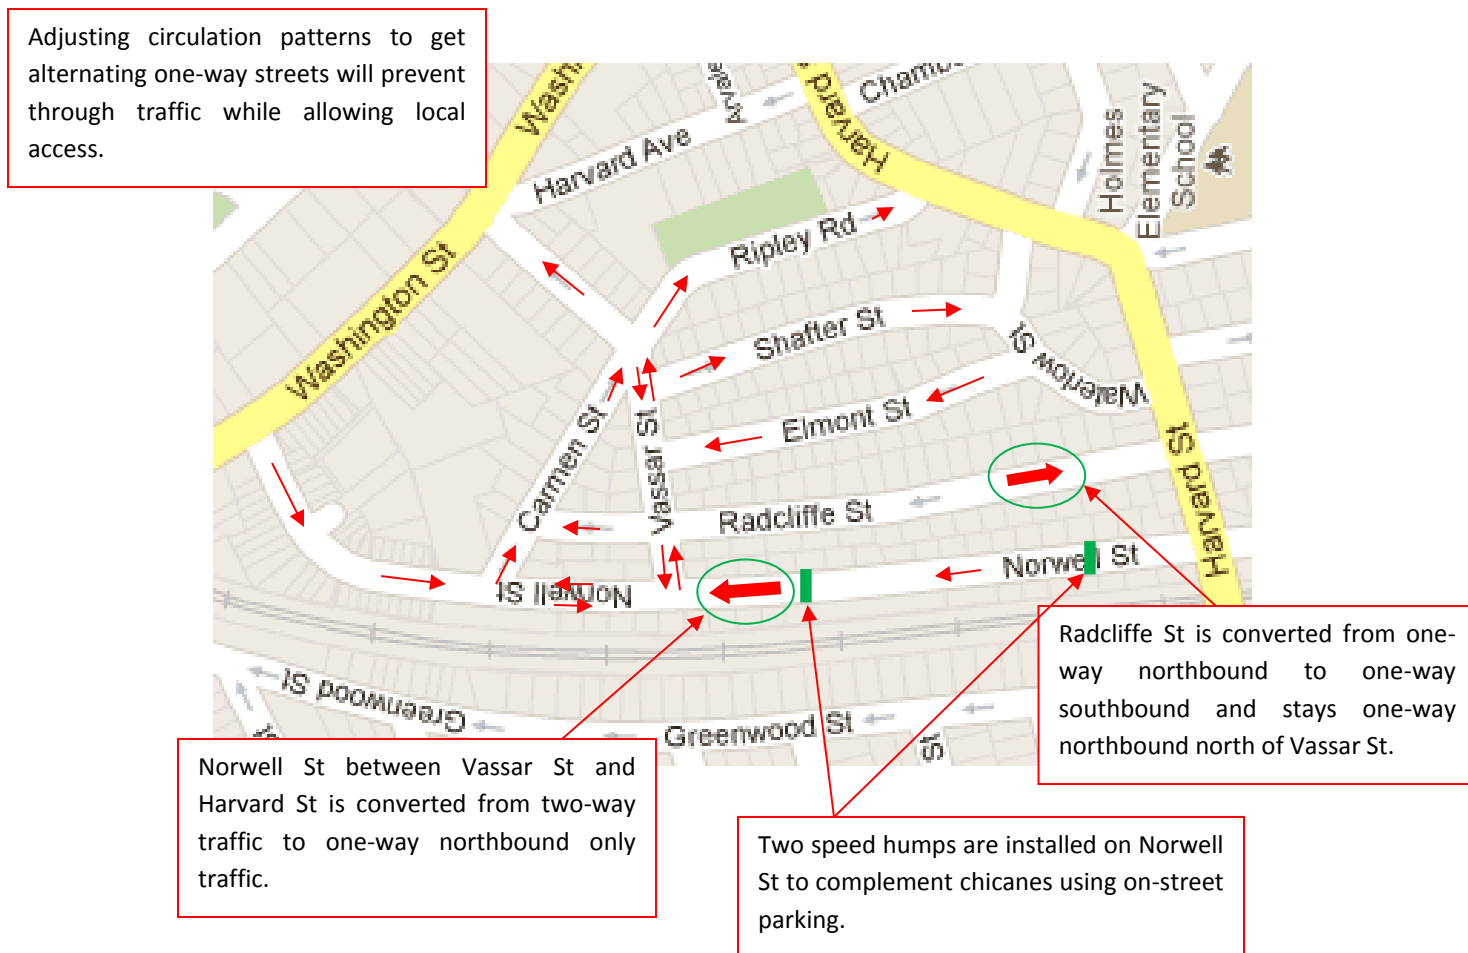 Adjusting circulation patterns to get
alternating one-way streets will prevent
through traffic while allowing local
access.
Washi
Arvale
Chamb
Harvard
Harvard Ave
Holmes
Elementary
School
Ripley Rd
Washington St
Shafter St
Waterlow St
Elmont St
Carmen St
Vassar St
Radcliffe St
Harvard St
Norwell St
Norwell St
Greenwood St
Greenwood St
St
Radcliffe St is converted from one-
way northbound to one-way
southbound and stays one-way
northbound north of Vassar St.
Norwell St between Vassar St and
Harvard St is converted from two-way
traffic to one-way northbound only
traffic.
Two speed humps are installed on Norwell
St to complement chicanes using on-street
parking.